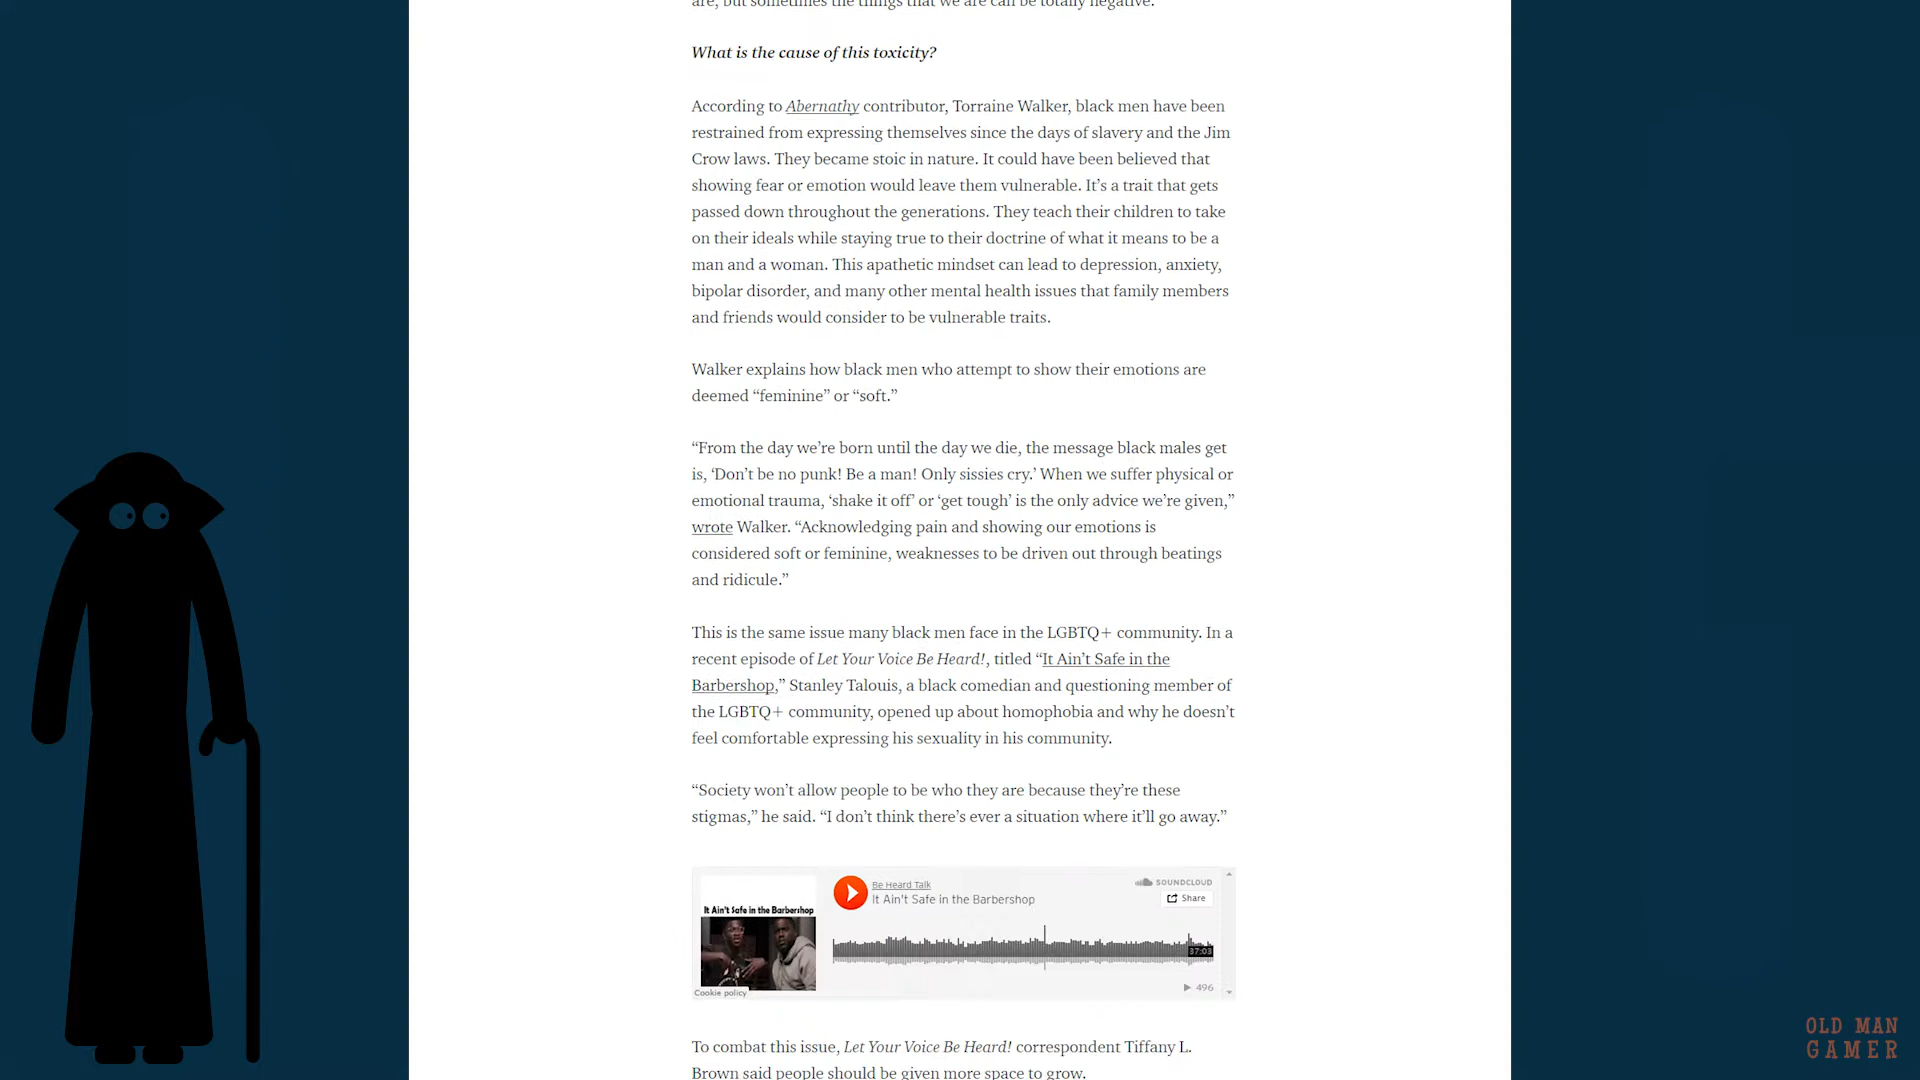 are, but sometimes the things that we are can be totally negative.
What is the cause of this toxicity?
According to Abernathy contributor, Torraine Walker, black men have been
restrained from expressing themselves since the days of slavery and the Jim
Crow laws. They became stoic in nature. It could have been believed that
showing fear or emotion would leave them vulnerable. It’s a trait that gets
passed down throughout the generations. They teach their children to take
on their ideals while staying true to their doctrine of what it means to be a
man and a woman. This apathetic mindset can lead to depression, anxiety,
bipolar disorder, and many other mental health issues that family members
and friends would consider to be vulnerable traits.
Walker explains how black men who attempt to show their emotions are
deemed “feminine” or “soft.”
“From the day we’re born until the day we die, the message black males get
is, ‘Don’t be no punk! Be a man! Only sissies cry.’ When we suffer physical or
emotional trauma, ‘shake it off’ or ‘get tough’ is the only advice we’re given,”
wrote Walker. “Acknowledging pain and showing our emotions is
considered soft or feminine, weaknesses to be driven out through beatings
and ridicule.”
This is the same issue many black men face in the LGBTQ+ community. In a
recent episode of Let Your Voice Be Heard!, titled “It Ain’t Safe in the
Barbershop,” Stanley Talouis, a black comedian and questioning member of
the LGBTQ+ community, opened up about homophobia and why he doesn’t
feel comfortable expressing his sexuality in his community.
“Society won’t allow people to be who they are because they’re these
stigmas,” he said. “I don’t think there’s ever a situation where it’ll go away.”
Be Heard Talk
It Ain't Safe in the Barbershop
SOUNDCLOUD
Share
It Ain't Safe in the Barbershop
37:03
Cookie policy
496
To combat this issue, Let Your Voice Be Heard! correspondent Tiffany L.
Brown said people should be given more space to grow.
OLD MAN
GAMER